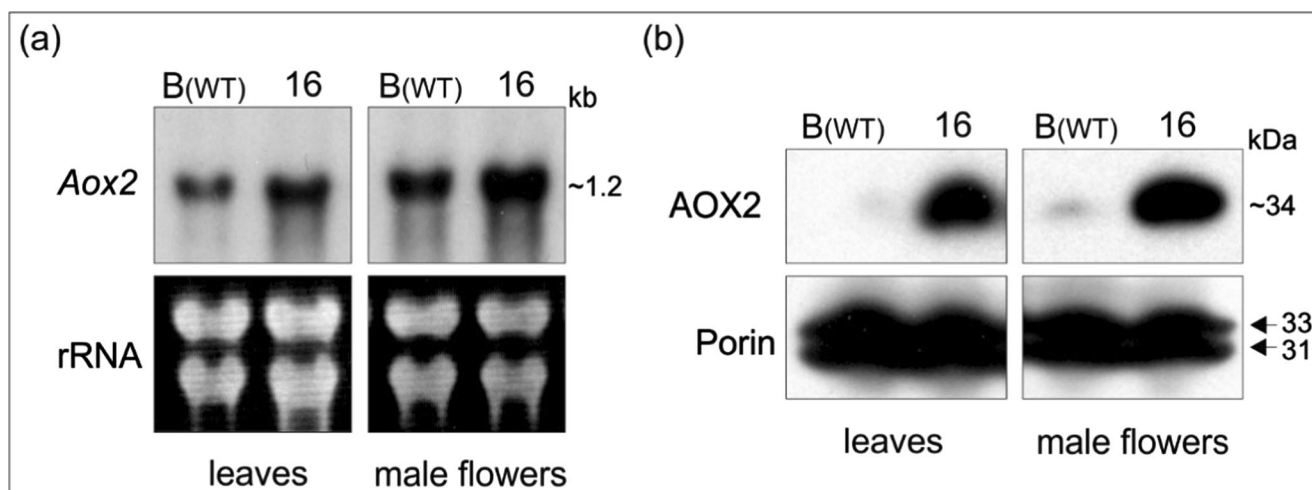 (a)
B(WT) 16 B(WT) 16 kb
Aox2 ~1.2
rRNA
leaves male flowers
(b)
B(WT) 16 B(WT) 16 kDa
AOX2 ~34
Porin 33
31
leaves male flowers